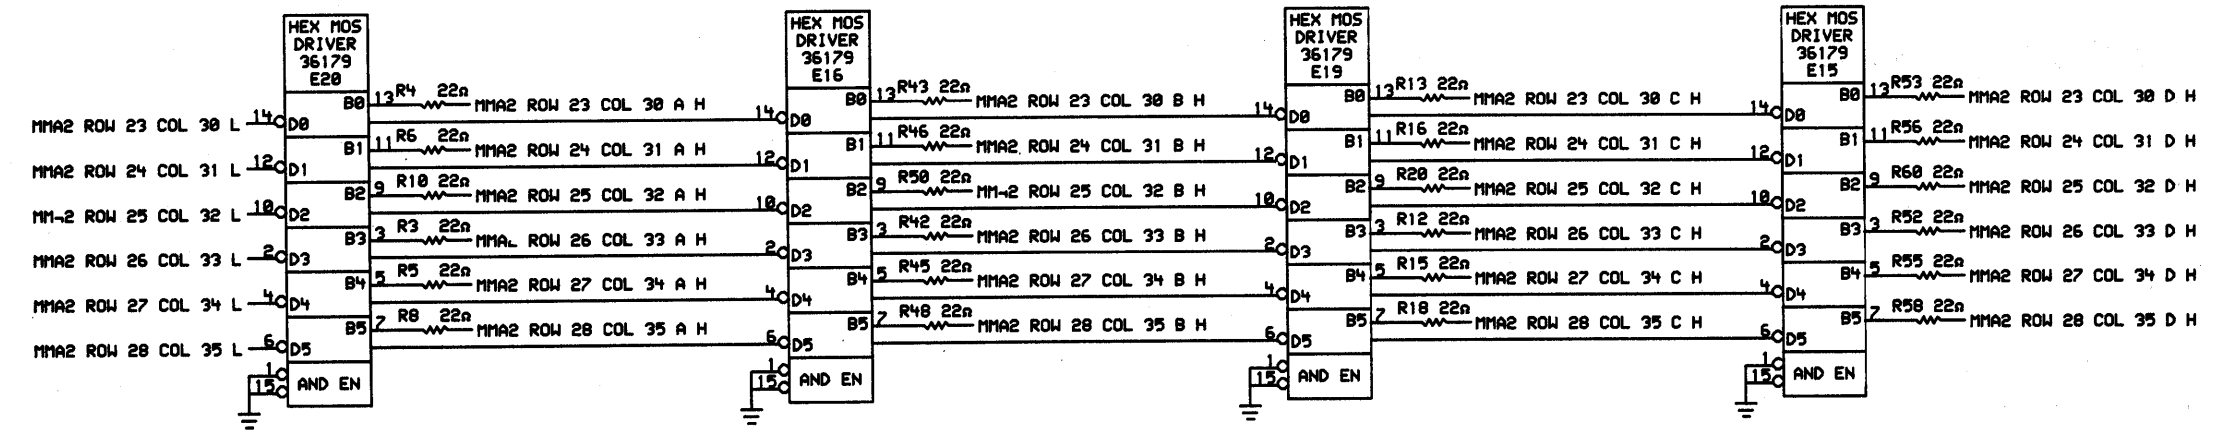 HEX MOS
DRIVER
36179
E20
HEX MOS
DRIVER
36179
E16
HEX MOS
DRIVER
36179
E19
HEX MOS
DRIVER
36179
E15
MMA2 ROW 23 COL 30 L 14 D0 B0 13 R4 22Ω MMA2 ROW 23 COL 30 A H 14 D0 B0 13 R43 22Ω MMA2 ROW 23 COL 30 B H 14 D0 B0 13 R13 22Ω MMA2 ROW 23 COL 30 C H 14 D0 B0 13 R53 22Ω MMA2 ROW 23 COL 30 D H
MMA2 ROW 24 COL 31 L 12 D1 B1 11 R6 22Ω MMA2 ROW 24 COL 31 A H 12 D1 B1 11 R46 22Ω MMA2 ROW 24 COL 31 B H 12 D1 B1 11 R16 22Ω MMA2 ROW 24 COL 31 C H 12 D1 B1 11 R56 22Ω MMA2 ROW 24 COL 31 D H
ROW 25 COL 32 L 10 D2 B2 9 R10 22Ω MMA2 ROW 25 COL 32 A H 10 D2 B2 9 R50 22Ω ROW 25 COL 32 B H 10 D2 B2 9 R20 22Ω MMA2 ROW 25 COL 32 C H 10 D2 B2 9 R60 22Ω MMA2 ROW 25 COL 32 D H
MMA2 ROW 26 COL 33 L 2 D3 B3 3 R3 22Ω ROW 26 COL 33 A H 2 D3 B3 3 R42 22Ω MMA2 ROW 26 COL 33 B H 2 D3 B3 3 R12 22Ω MMA2 ROW 26 COL 33 C H 2 D3 B3 3 R52 22Ω MMA2 ROW 26 COL 33 D H
MMA2 ROW 27 COL 34 L 4 D4 B4 5 R5 22Ω MMA2 ROW 27 COL 34 A H 4 D4 B4 5 R45 22Ω MMA2 ROW 27 COL 34 B H 4 D4 B4 5 R15 22Ω MMA2 ROW 27 COL 34 C H 4 D4 B4 5 R55 22Ω MMA2 ROW 27 COL 34 D H
MMA2 ROW 28 COL 35 L 6 D5 B5 7 R8 22Ω MMA2 ROW 28 COL 35 A H 6 D5 B5 7 R48 22Ω MMA2 ROW 28 COL 35 B H 6 D5 B5 7 R18 22Ω MMA2 ROW 28 COL 35 C H 6 D5 B5 7 R58 22Ω MMA2 ROW 28 COL 35 D H
1
15 AND EN
1
15 AND EN
1
15 AND EN
1
15 AND EN